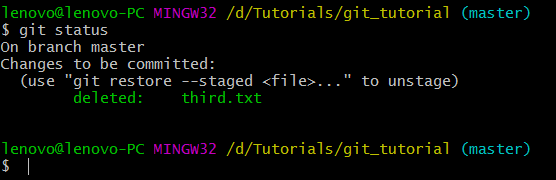 lenovo@lenovo-PC MINGW32 /d/Tutorials/git_tutorial (master)
$ git status
On branch master
Changes to be committed:
  (use "git restore --staged <file>..." to unstage)
        deleted:    third.txt

lenovo@lenovo-PC MINGW32 /d/Tutorials/git_tutorial (master)
$